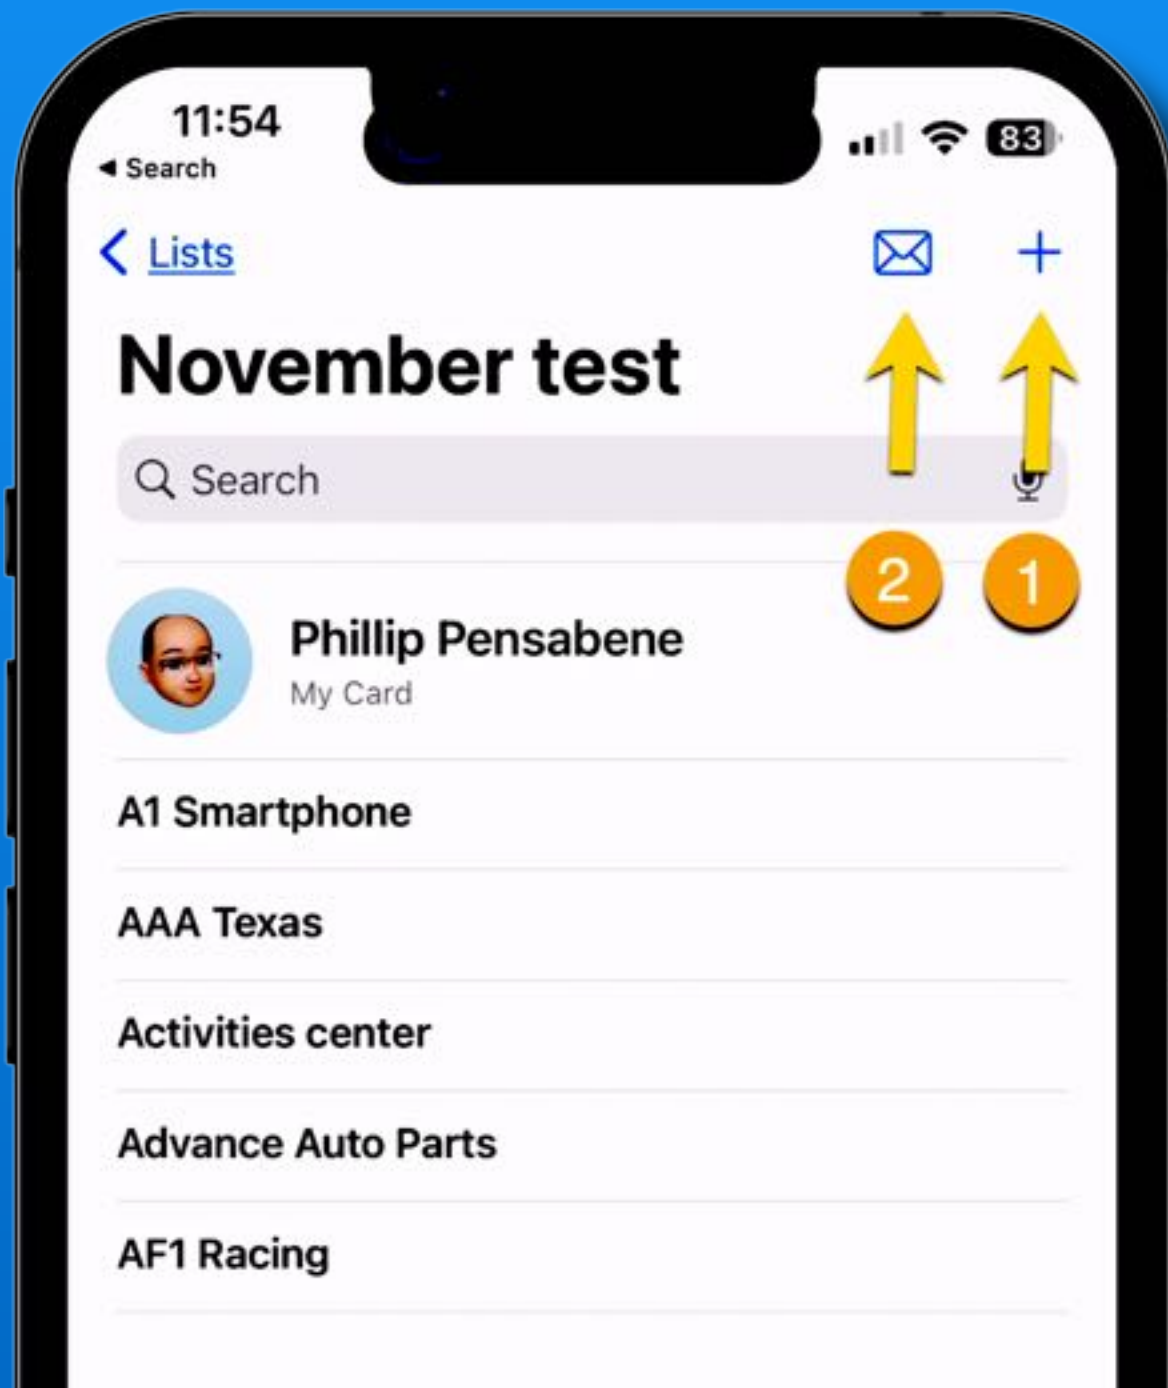 11:54
83
Search
Lists
November test
Search
2
1
Phillip Pensabene
My Card
A1 Smartphone
AAA Texas
Activities center
Advance Auto Parts
AF1 Racing